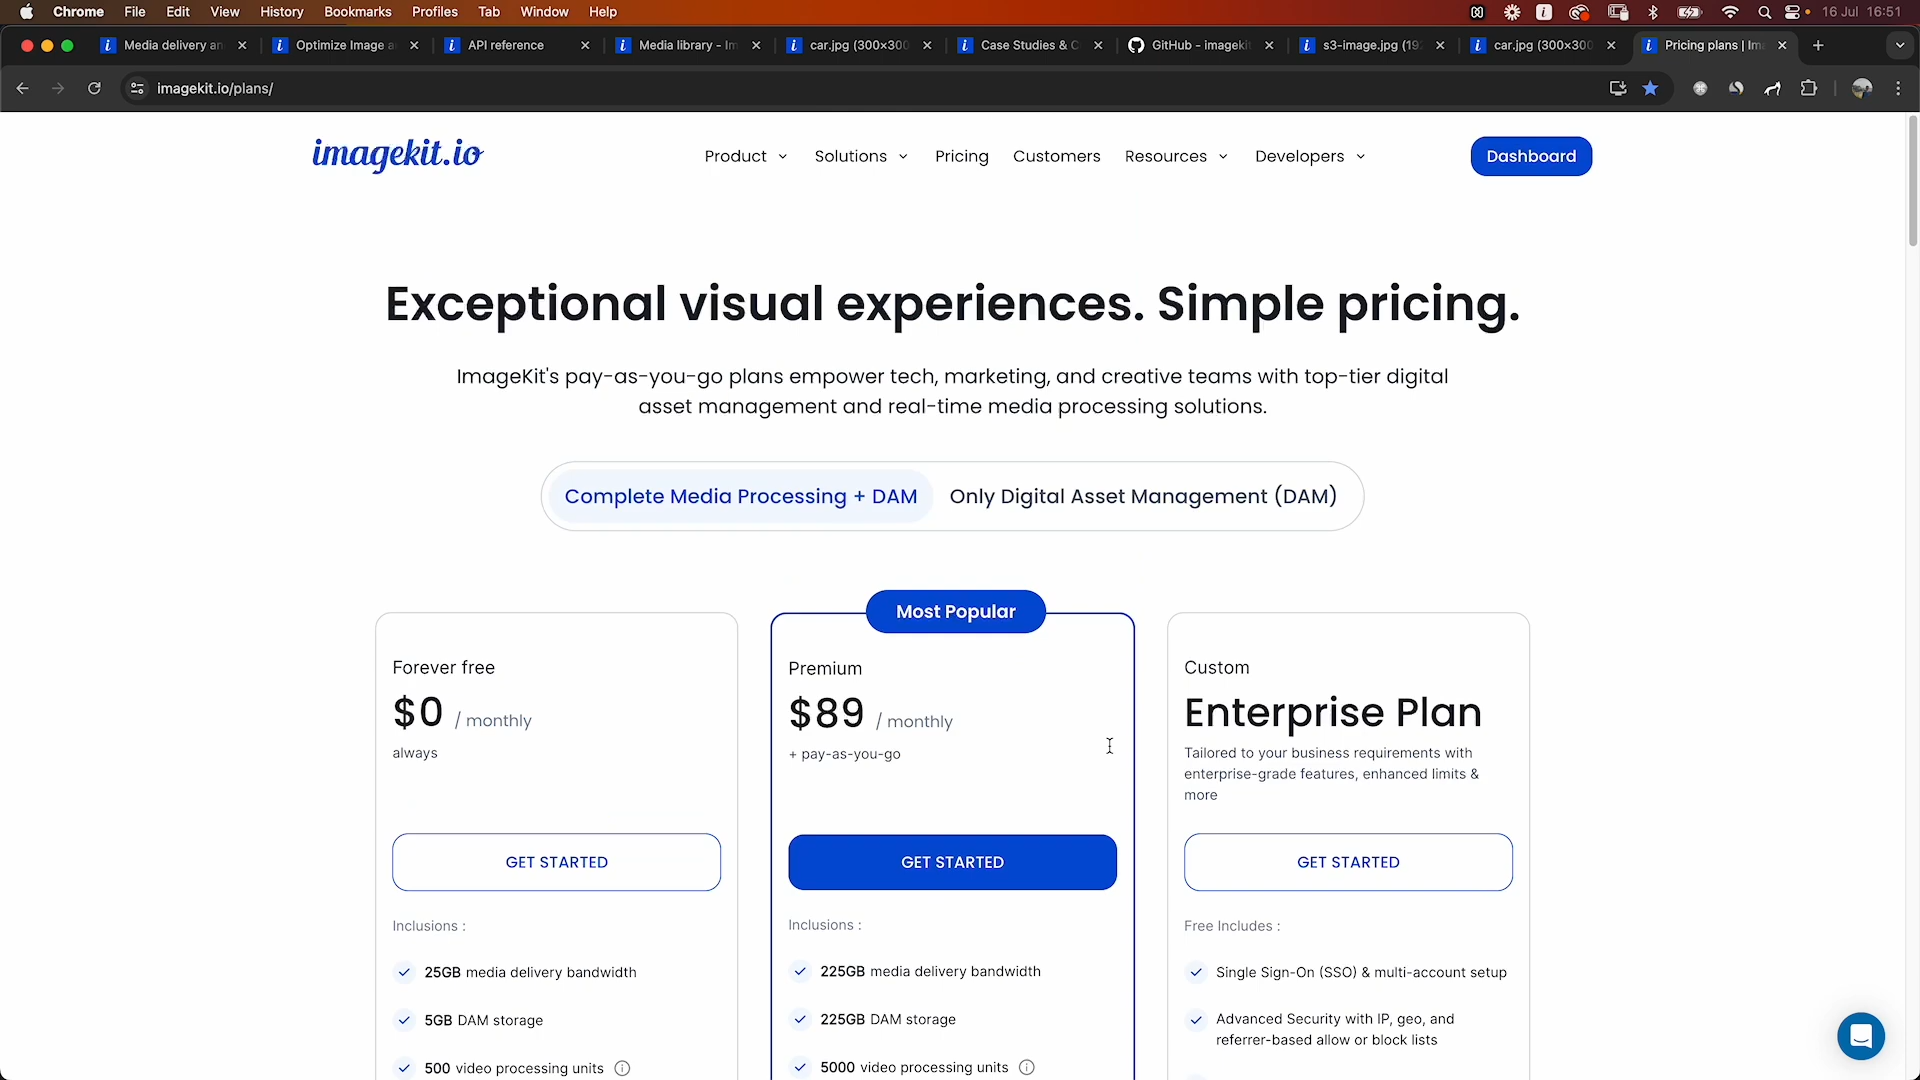 Chrome File Edit View History Bookmarks Profiles Tab Window Help 16 Jul 16:51
Media delivery an Optimize Image a API reference Media library - Im car.jpg (300×300 Case Studies & C GitHub - imageki s3-image.jpg (19 car.jpg (300×300 Pricing plans | Im
imagekit.io/plans/
imagekit.io Product Solutions Pricing Customers Resources Developers Dashboard
Exceptional visual experiences. Simple pricing.
ImageKit's pay-as-you-go plans empower tech, marketing, and creative teams with top-tier digital
asset management and real-time media processing solutions.
Complete Media Processing + DAM Only Digital Asset Management (DAM)
Most Popular
Forever free
$0 / monthly
always
GET STARTED
Inclusions :
25GB media delivery bandwidth
5GB DAM storage
500 video processing units
Premium
$89 / monthly
+ pay-as-you-go
GET STARTED
Inclusions :
225GB media delivery bandwidth
225GB DAM storage
5000 video processing units
Custom
Enterprise Plan
Tailored to your business requirements with
enterprise-grade features, enhanced limits &
more
GET STARTED
Free Includes :
Single Sign-On (SSO) & multi-account setup
Advanced Security with IP, geo, and
referrer-based allow or block lists